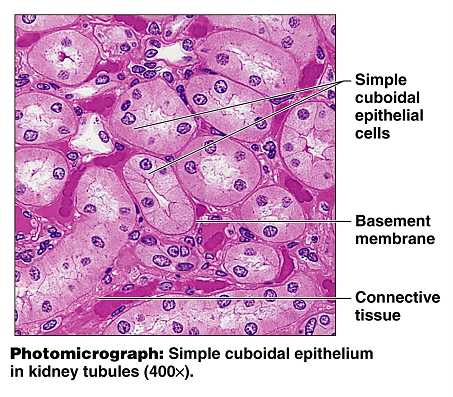 Simple
cuboidal
epithelial
cells
Basement
membrane
Connective
tissue
Photomicrograph: Simple cuboidal epithelium
in kidney tubules (400×).